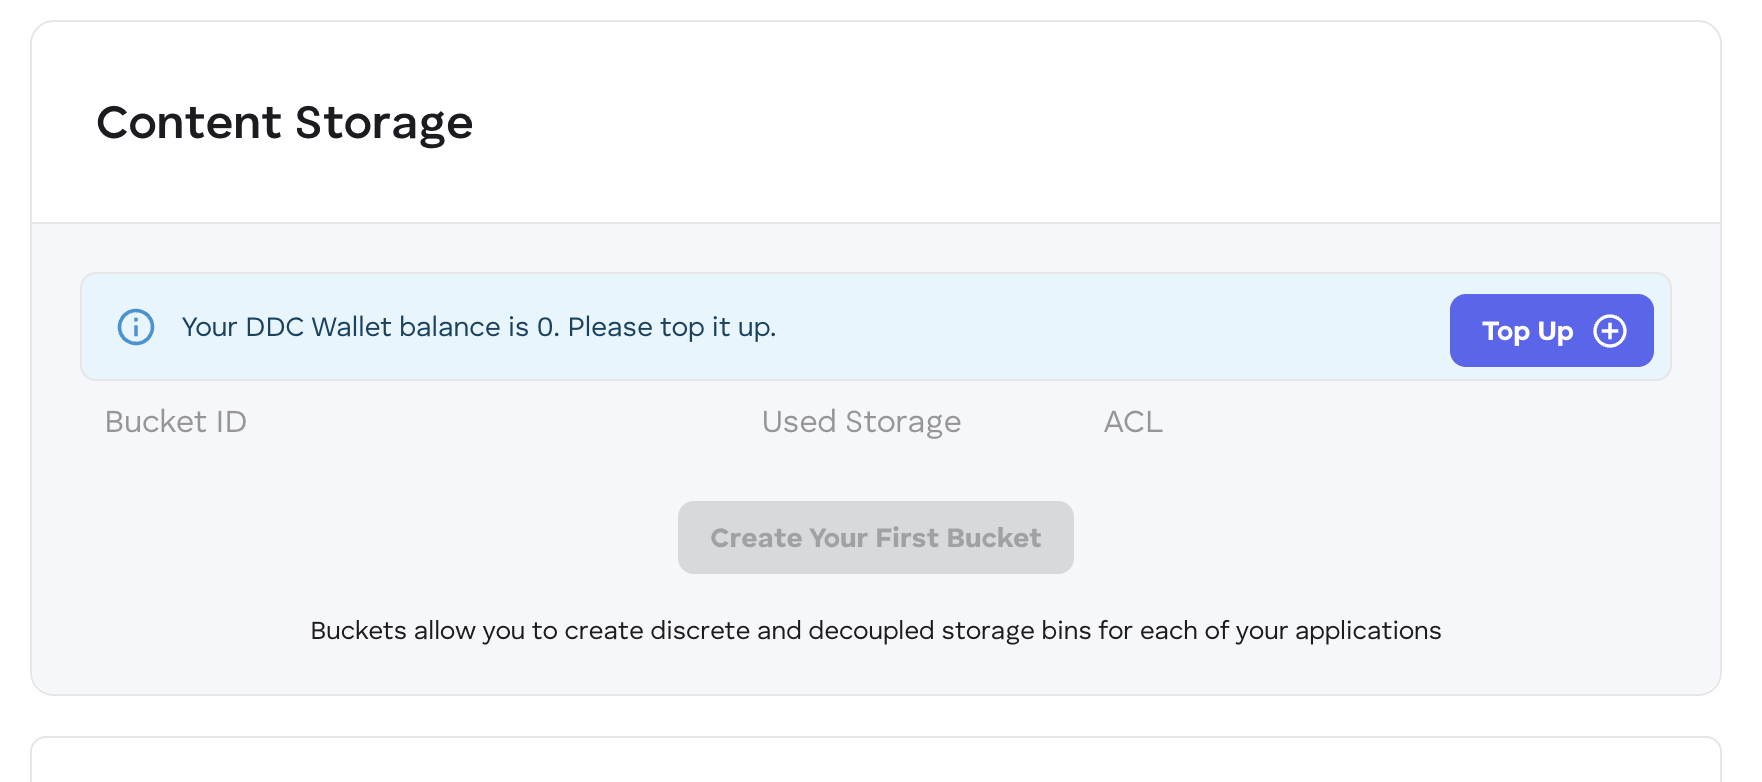 Content Storage
Your DDC Wallet balance is 0. Please top it up.
Top Up
Bucket ID Used Storage ACL
Create Your First Bucket
Buckets allow you to create discrete and decoupled storage bins for each of your applications